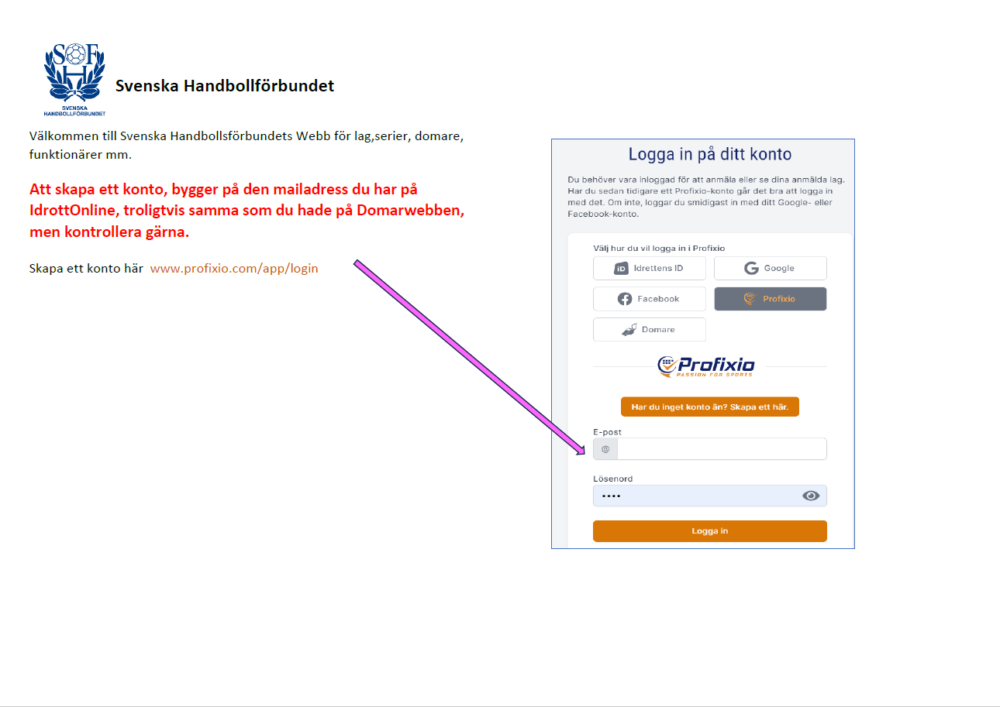 S F
H
SVENSKA
HANDBOLLFÖRBUNDET
Svenska Handbollförbundet
Välkommen till Svenska Handbollsförbundets Webb för lag,serier, domare,
funktionärer mm.
Att skapa ett konto, bygger på den mailadress du har på
IdrottOnline, troligtvis samma som du hade på Domarwebben,
men kontrollera gärna.
Skapa ett konto här www.profixio.com/app/login
Logga in på ditt konto
Du behöver vara inloggad för att anmäla eller se dina anmälda lag.
Har du sedan tidigare ett Profixio-konto går det bra att logga in
med det. Om inte, loggar du smidigast in med ditt Google- eller
Facebook-konto.
Välj hur du vil logga in i Profixio
iD Idrettens ID
G Google
Facebook
Profixio
Domare
Profixio
PASSION FOR SPORTS
Har du inget konto än? Skapa ett här.
E-post
@
Lösenord
••••
Logga in